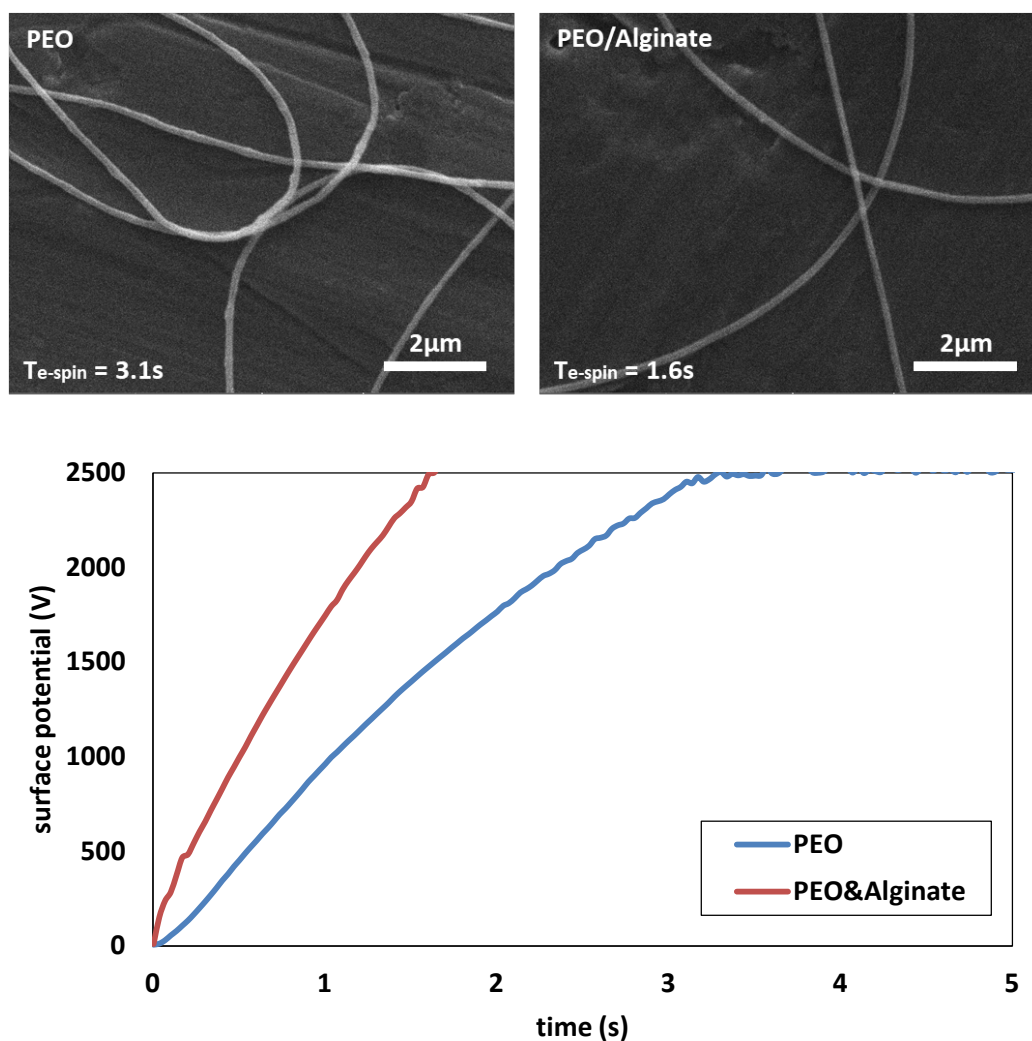 PEO
PEO/Alginate
2µm
2µm
Te-spin = 3.1s
Te-spin = 1.6s
2500
2000
1500
1000
500
0
surface potential (V)
PEO
PEO&Alginate
0 1 2 3 4 5
time (s)